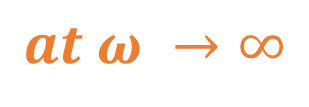 at ω → ∞